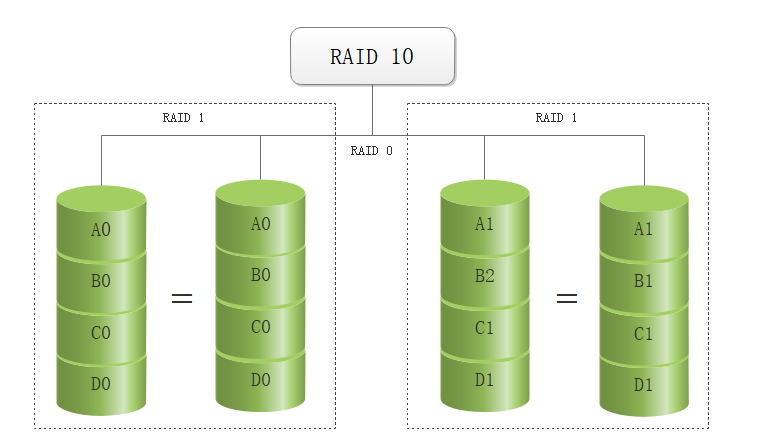 RAID 10
RAID 1
RAID 1
RAID 0
A0
A0
A1
A1
B0
B0
B2
B1
=
=
C0
C0
C1
C1
D0
D0
D1
D1